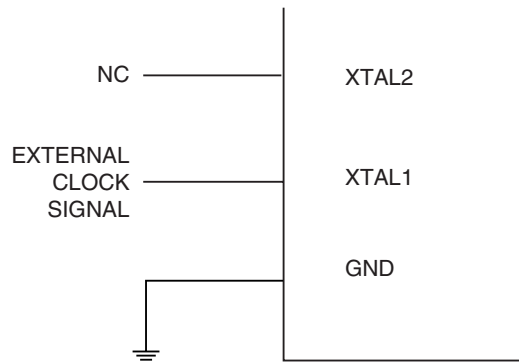 NC
XTAL2
EXTERNAL
CLOCK
SIGNAL
XTAL1
GND